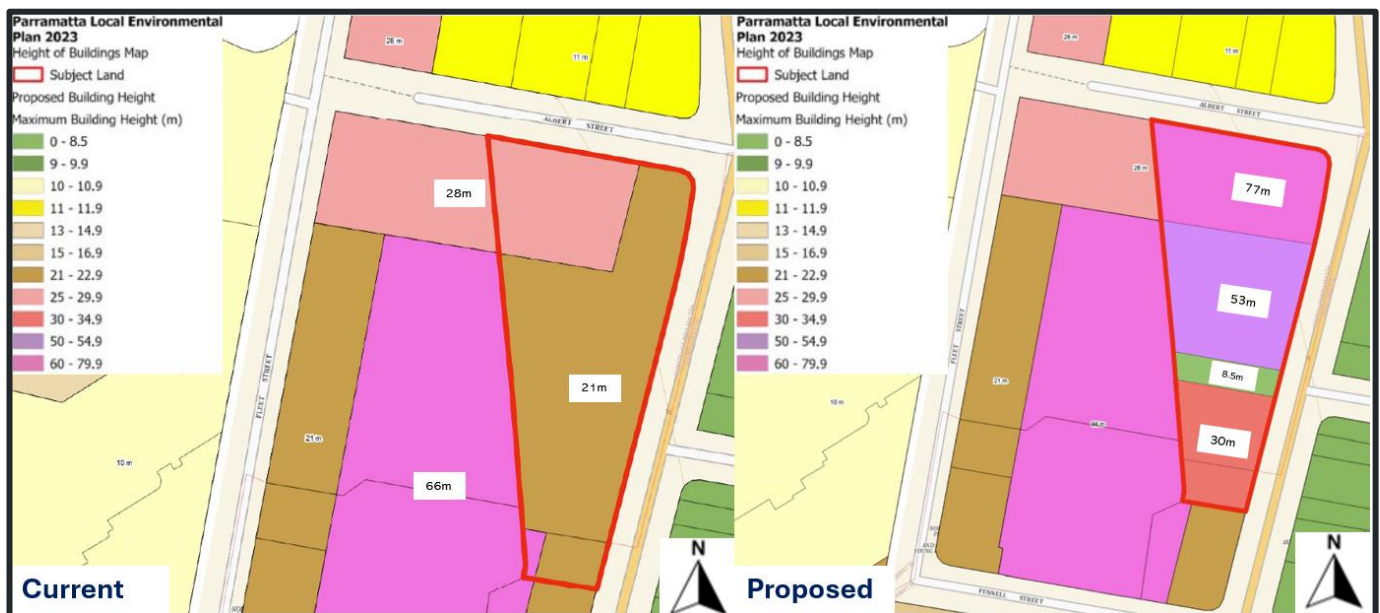 Parramatta Local Environmental
Plan 2023
Height of Buildings Map
Subject Land
Proposed Building Height
Maximum Building Height (m)
0 - 8.5
9 - 9.9
10 - 10.9
11 - 11.9
13 - 14.9
15 - 16.9
21 - 22.9
25 - 29.9
30 - 34.9
50 - 54.9
60 - 79.9
28 m
11 m
ALBERT STREET
28m
21m
FLEET STREET
21 m
10 m
66m
N
Current
Parramatta Local Environmental
Plan 2023
Height of Buildings Map
Subject Land
Proposed Building Height
Maximum Building Height (m)
0 - 8.5
9 - 9.9
10 - 10.9
11 - 11.9
13 - 14.9
15 - 16.9
21 - 22.9
25 - 29.9
30 - 34.9
50 - 54.9
60 - 79.9
28 m
11 m
ALBERT STREET
28 m
77m
53m
FLEET STREET
8.5m
21 m
10 m
66 m
30m
FENNELL STREET
N
Proposed